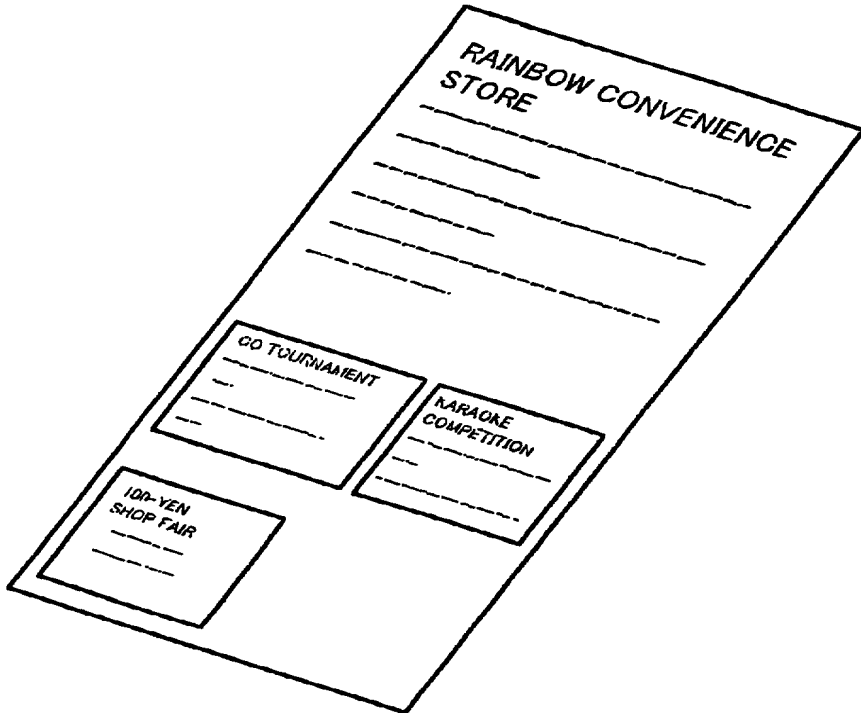 RAINBOW CONVENIENCE
STORE
GO TOURNAMENT
KARAOKE
COMPETITION
100-YEN
SHOP FAIR